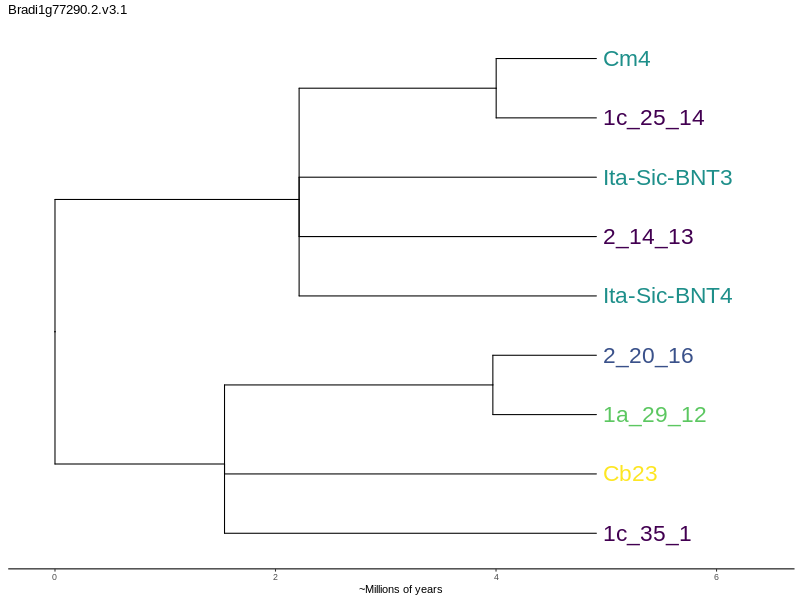 Bradi1g77290.2.v3.1
Cm4
1c_25_14
Ita-Sic-BNT3
2_14_13
Ita-Sic-BNT4
2_20_16
1a_29_12
Cb23
1c_35_1
0 2 4 6
~Millions of years